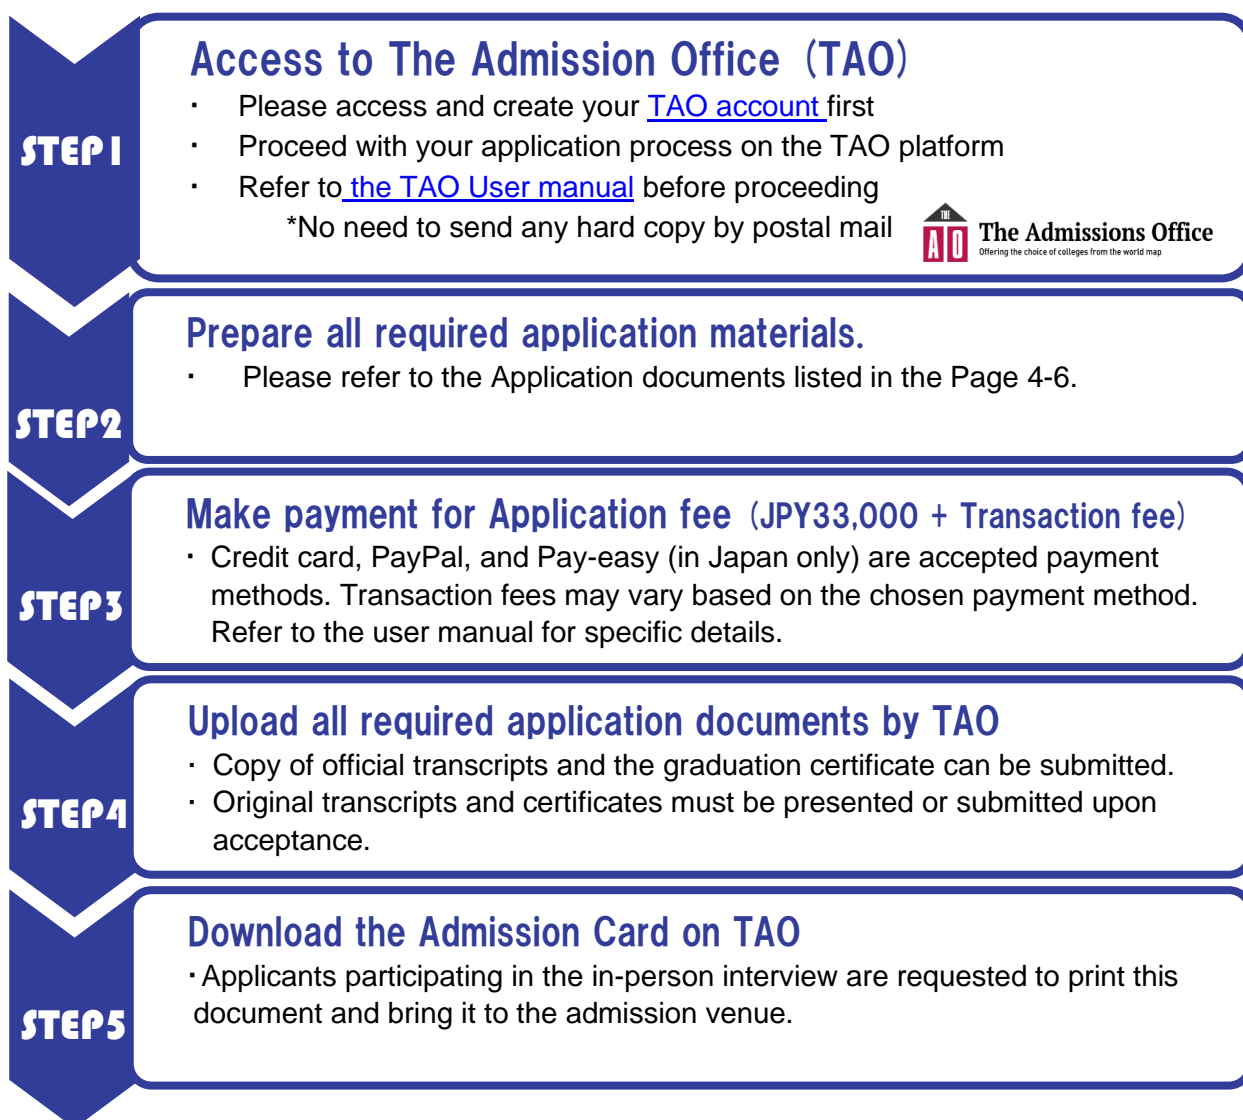 STEP1
Access to The Admission Office (TAO)
· Please access and create your TAO account first
· Proceed with your application process on the TAO platform
· Refer to the TAO User manual before proceeding
*No need to send any hard copy by postal mail
THE
AO
The Admissions Office
Offering the choice of colleges from the world map
STEP2
Prepare all required application materials.
· Please refer to the Application documents listed in the Page 4-6.
STEP3
Make payment for Application fee (JPY33,000 + Transaction fee)
· Credit card, PayPal, and Pay-easy (in Japan only) are accepted payment
methods. Transaction fees may vary based on the chosen payment method.
Refer to the user manual for specific details.
STEP4
Upload all required application documents by TAO
· Copy of official transcripts and the graduation certificate can be submitted.
· Original transcripts and certificates must be presented or submitted upon
acceptance.
STEP5
Download the Admission Card on TAO
· Applicants participating in the in-person interview are requested to print this
document and bring it to the admission venue.